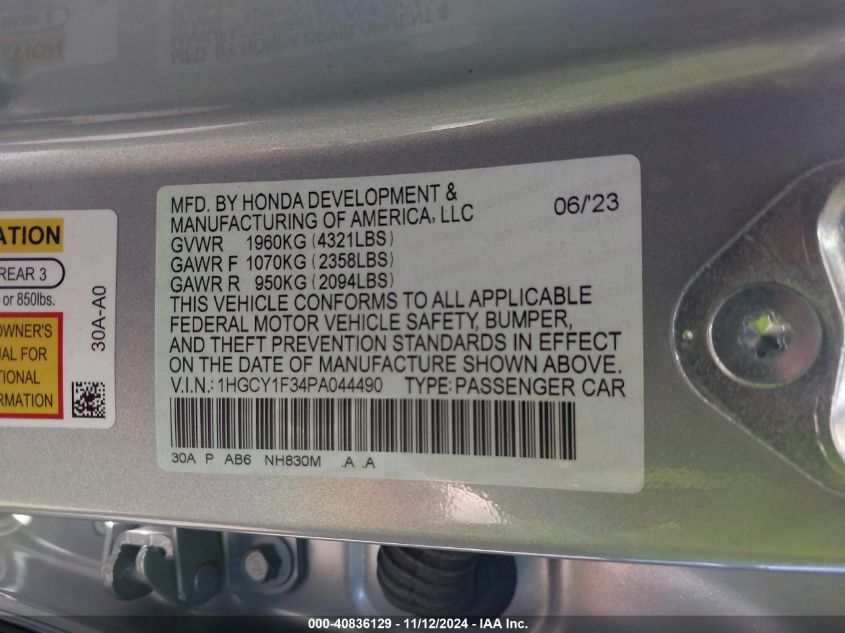 ATION
REAR 3
or 850lbs.
OWNER'S
UAL FOR
TIONAL
ORMATION
30A-A0
MFD. BY HONDA DEVELOPMENT &
MANUFACTURING OF AMERICA, LLC 06/'23
GVWR 1960KG (4321LBS)
GAWR F 1070KG (2358LBS)
GAWR R 950KG (2094LBS)
THIS VEHICLE CONFORMS TO ALL APPLICABLE
FEDERAL MOTOR VEHICLE SAFETY, BUMPER,
AND THEFT PREVENTION STANDARDS IN EFFECT
ON THE DATE OF MANUFACTURE SHOWN ABOVE.
V.I.N.: 1HGCY1F34PA044490 TYPE: PASSENGER CAR
30A P AB6 NH830M .A .A
000-40836129 - 11/12/2024 - IAA Inc.